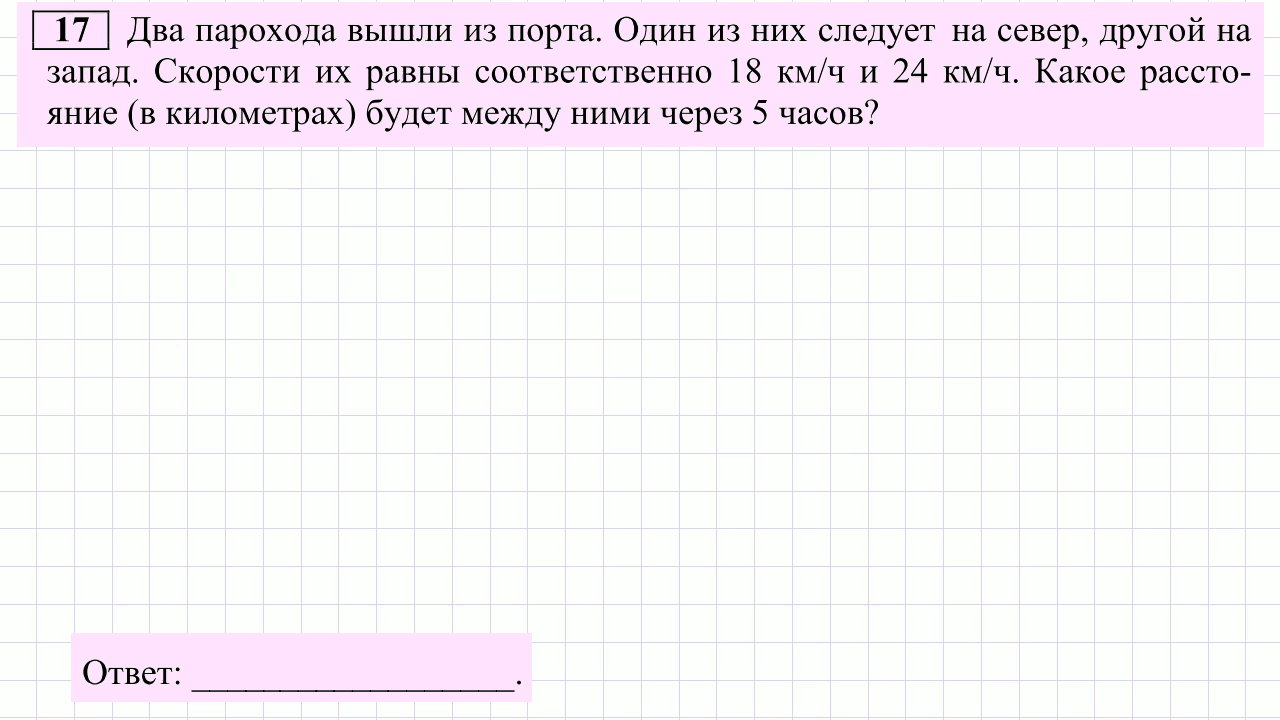 17 Два парохода вышли из порта. Один из них следует на север, другой на
запад. Скорости их равны соответственно 18 км/ч и 24 км/ч. Какое рассто-
яние (в километрах) будет между ними через 5 часов?
Ответ: __________________.